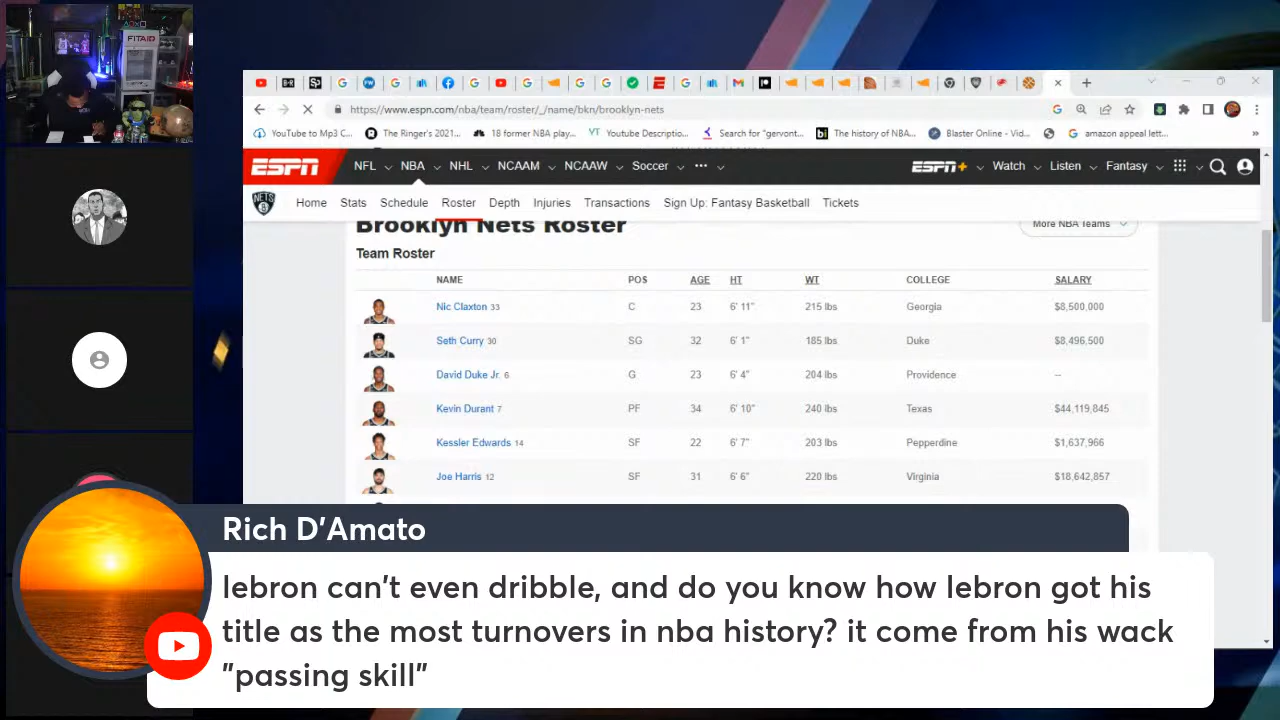 FITAID
https://www.espn.com/nba/team/roster/_/name/bkn/brooklyn-nets
YouTube to Mp3 C... The Ringer's 2021... 18 former NBA play... Youtube Descriptio... Search for "gervont... The history of NBA... Blaster Online - Vid... amazon appeal lett... »
ESPN NFL NBA NHL NCAAM NCAAW Soccer ••• ESPN+ Watch Listen Fantasy
NETS Home Stats Schedule Roster Depth Injuries Transactions Sign Up: Fantasy Basketball Tickets
Brooklyn Nets Roster More NBA Teams
Team Roster
NAME POS AGE HT WT COLLEGE SALARY
Nic Claxton 33 C 23 6' 11" 215 lbs Georgia $8,500,000
Seth Curry 30 SG 32 6' 1" 185 lbs Duke $8,496,500
David Duke Jr. 6 G 23 6' 4" 204 lbs Providence --
Kevin Durant 7 PF 34 6' 10" 240 lbs Texas $44,119,845
Kessler Edwards 14 SF 22 6' 7" 203 lbs Pepperdine $1,637,966
Joe Harris 12 SF 31 6' 6" 220 lbs Virginia $18,642,857
Rich D'Amato
lebron can't even dribble, and do you know how lebron got his
title as the most turnovers in nba history? it come from his wack
"passing skill"